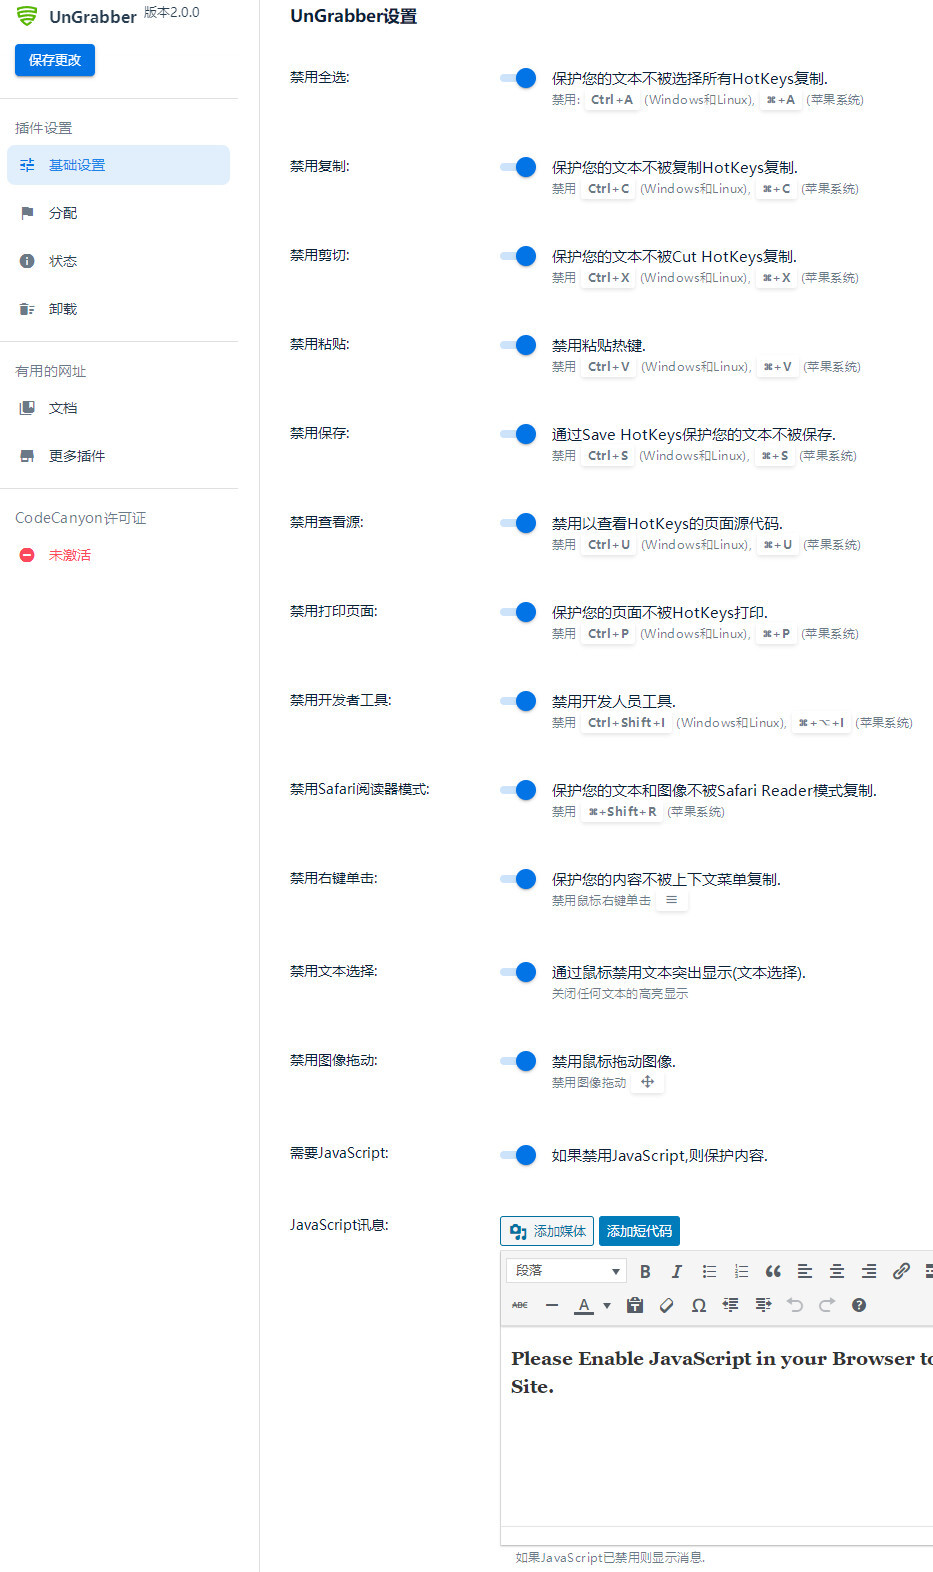 UnGrabber 版本2.0.0
保存更改
插件设置
基础设置
分配
状态
卸载
有用的网址
文档
更多插件
CodeCanyon许可证
未激活
UnGrabber设置
禁用全选:
保护您的文本不被选择所有HotKeys复制.
禁用: Ctrl+A (Windows和Linux), ⌘+A (苹果系统)
禁用复制:
保护您的文本不被复制HotKeys复制.
禁用 Ctrl+C (Windows和Linux), ⌘+C (苹果系统)
禁用剪切:
保护您的文本不被Cut HotKeys复制.
禁用 Ctrl+X (Windows和Linux), ⌘+X (苹果系统)
禁用粘贴:
禁用粘贴热键.
禁用 Ctrl+V (Windows和Linux), ⌘+V (苹果系统)
禁用保存:
通过Save HotKeys保护您的文本不被保存.
禁用 Ctrl+S (Windows和Linux), ⌘+S (苹果系统)
禁用查看源:
禁用以查看HotKeys的页面源代码.
禁用 Ctrl+U (Windows和Linux), ⌘+U (苹果系统)
禁用打印页面:
保护您的页面不被HotKeys打印.
禁用 Ctrl+P (Windows和Linux), ⌘+P (苹果系统)
禁用开发者工具:
禁用开发人员工具.
禁用 Ctrl+Shift+I (Windows和Linux), ⌘+⌥+I (苹果系统)
禁用Safari阅读器模式:
保护您的文本和图像不被Safari Reader模式复制.
禁用 ⌘+Shift+R (苹果系统)
禁用右键单击:
保护您的内容不被上下文菜单复制.
禁用鼠标右键单击
禁用文本选择:
通过鼠标禁用文本突出显示(文本选择).
关闭任何文本的高亮显示
禁用图像拖动:
禁用鼠标拖动图像.
禁用图像拖动
需要JavaScript:
如果禁用JavaScript,则保护内容.
JavaScript讯息:
添加媒体 添加短代码
段落 B I
ABC A
Please Enable JavaScript in your Browser to
Site.
如果JavaScript已禁用则显示消息.